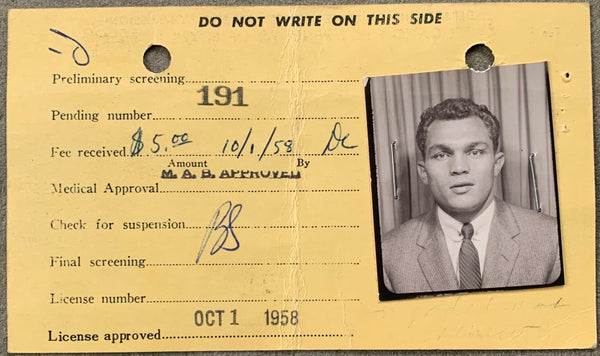 DO NOT WRITE ON THIS SIDE
Preliminary screening
191
Pending number
Fee received $5.00 10/1/58 DC
Amount By
M. A. B. APPROVED
Medical Approval
Check for suspension
BS
Final screening
License number
OCT 1 1958
License approved